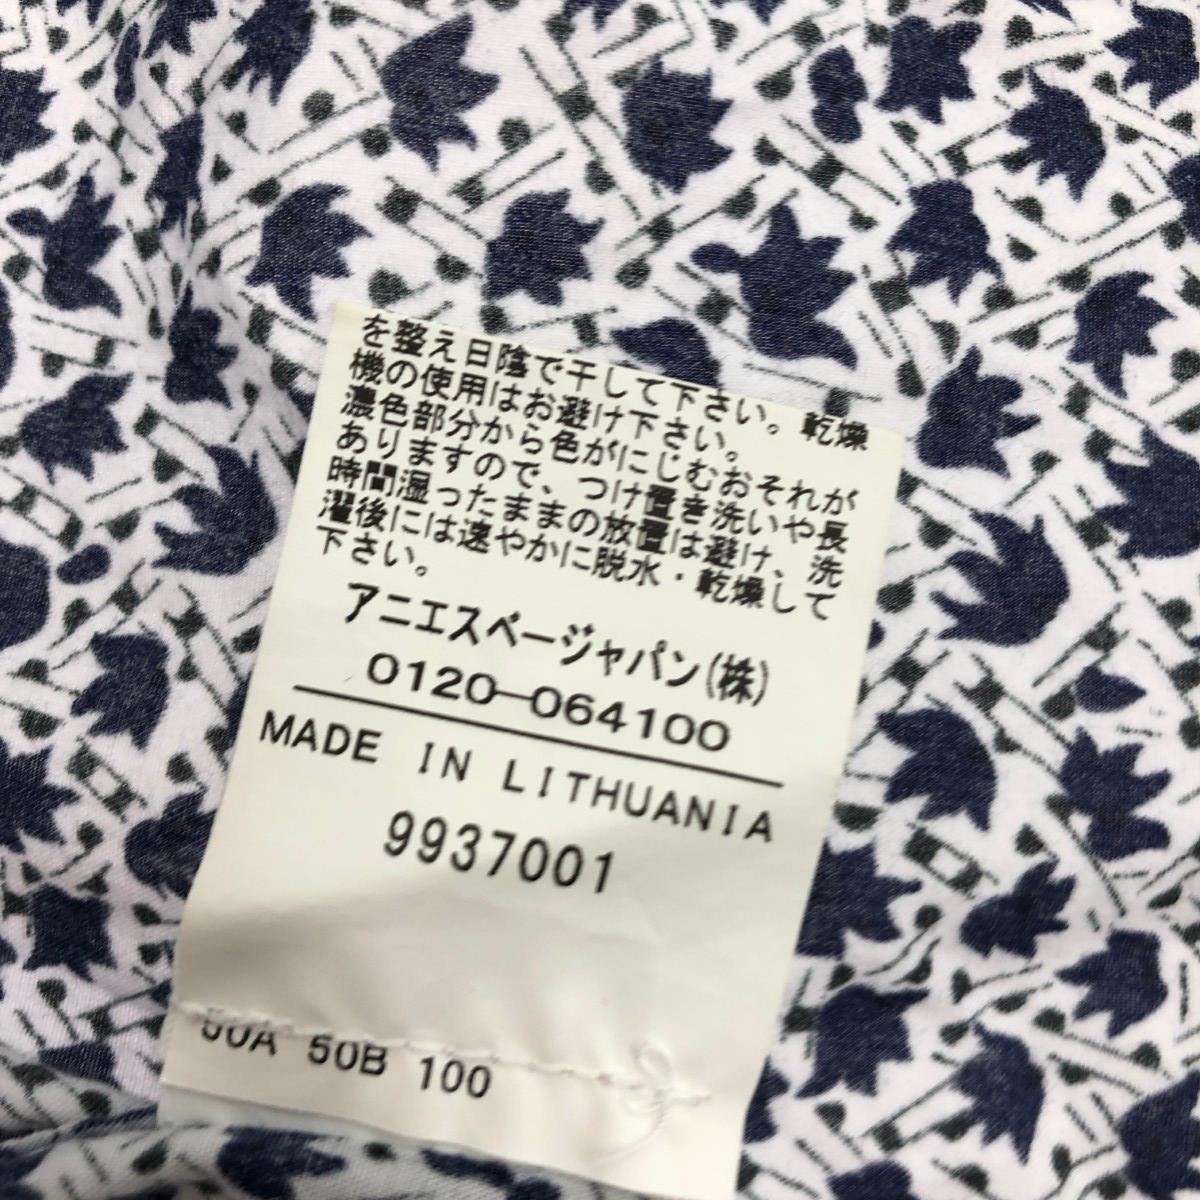 を整え日陰で干して下さい。乾燥
機の使用はお避け下さい。
濃色部分から色がにじむおそれが
ありますので、つけ置き洗いや長
時間湿ったままの放置は避け、洗
濯後には速やかに脱水・乾燥して
下さい。
アニエスベージャパン(株)
0120-064100
MADE IN LITHUANIA
9937001
50A 50B 100